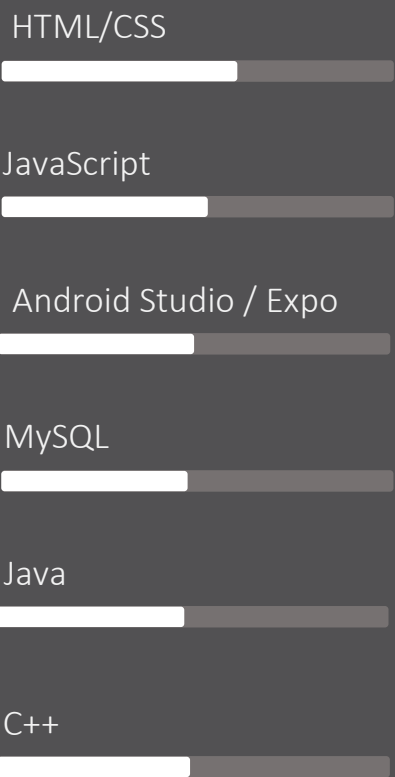 HTML/CSS
JavaScript
Android Studio / Expo
MySQL
Java
C++